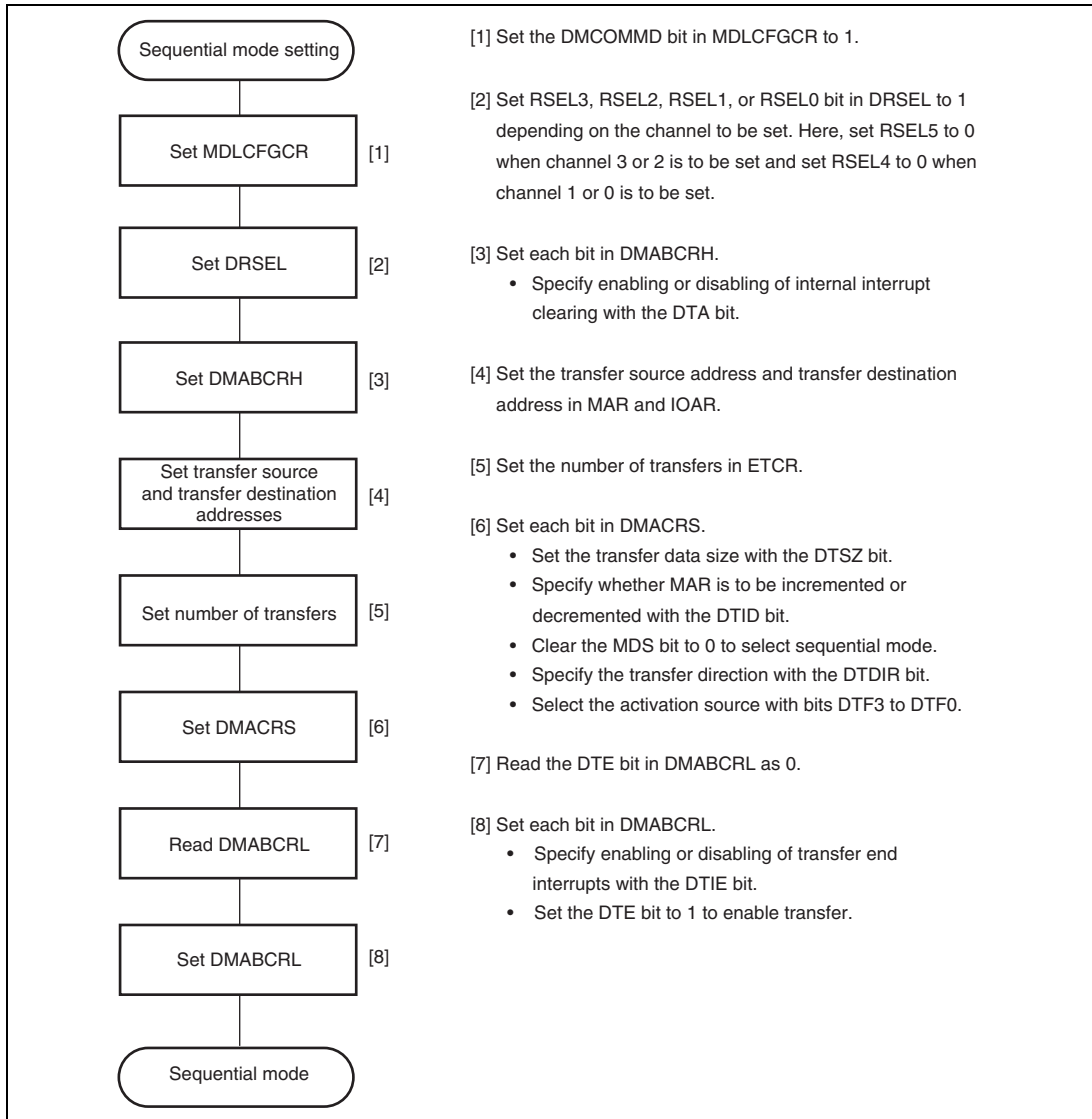 Sequential mode setting
Set MDLCFGCR
[1]
Set DRSEL
[2]
Set DMABCRH
[3]
Set transfer source
and transfer destination
addresses
[4]
Set number of transfers
[5]
Set DMACRS
[6]
Read DMABCRL
[7]
Set DMABCRL
[8]
Sequential mode
[1] Set the DMCOMMD bit in MDLCFGCR to 1.
[2] Set RSEL3, RSEL2, RSEL1, or RSEL0 bit in DRSEL to 1
depending on the channel to be set. Here, set RSEL5 to 0
when channel 3 or 2 is to be set and set RSEL4 to 0 when
channel 1 or 0 is to be set.
[3] Set each bit in DMABCRH.
• Specify enabling or disabling of internal interrupt
clearing with the DTA bit.
[4] Set the transfer source address and transfer destination
address in MAR and IOAR.
[5] Set the number of transfers in ETCR.
[6] Set each bit in DMACRS.
• Set the transfer data size with the DTSZ bit.
• Specify whether MAR is to be incremented or
decremented with the DTID bit.
• Clear the MDS bit to 0 to select sequential mode.
• Specify the transfer direction with the DTDIR bit.
• Select the activation source with bits DTF3 to DTF0.
[7] Read the DTE bit in DMABCRL as 0.
[8] Set each bit in DMABCRL.
• Specify enabling or disabling of transfer end
interrupts with the DTIE bit.
• Set the DTE bit to 1 to enable transfer.